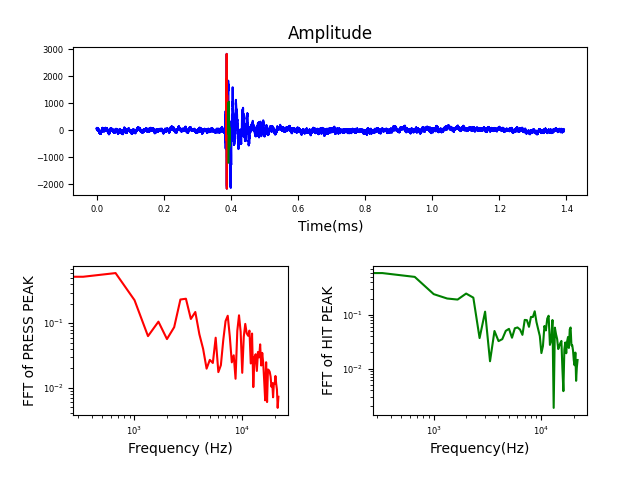 Amplitude
3000
2000
1000
0
−1000
−2000
0.0 0.2 0.4 0.6 0.8 1.0 1.2 1.4
Time(ms)
FFT of PRESS PEAK
10⁻¹
10⁻²
10³ 10⁴
Frequency (Hz)
FFT of HIT PEAK
10⁻¹
10⁻²
10³ 10⁴
Frequency(Hz)